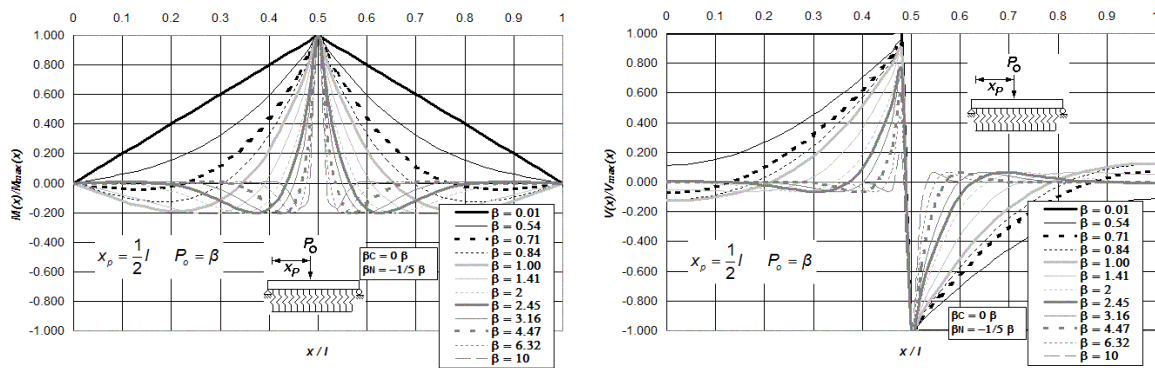 0 0.1 0.2 0.3 0.4 0.5 0.6 0.7 0.8 0.9 1
1.000
0.800
0.600
0.400
0.200
0.000
-0.200
-0.400
-0.600
-0.800
-1.000
M(x)/Mmax(x)
x / l
xp = 1/2 l Po = β
Po
xP
βC = 0 β
βN = −1/5 β
β = 0.01
β = 0.54
β = 0.71
β = 0.84
β = 1.00
β = 1.41
β = 2
β = 2.45
β = 3.16
β = 4.47
β = 6.32
β = 10
0 0.1 0.2 0.3 0.4 0.5 0.6 0.7 0.8 0.9 1
1.000
0.800
0.600
0.400
0.200
0.000
-0.200
-0.400
-0.600
-0.800
-1.000
V(x)/Vmax(x)
x / l
Po
xP
xp = 1/2 l Po = β
βC = 0 β
βN = −1/5 β
β = 0.01
β = 0.54
β = 0.71
β = 0.84
β = 1.00
β = 1.41
β = 2
β = 2.45
β = 3.16
β = 4.47
β = 6.32
β = 10